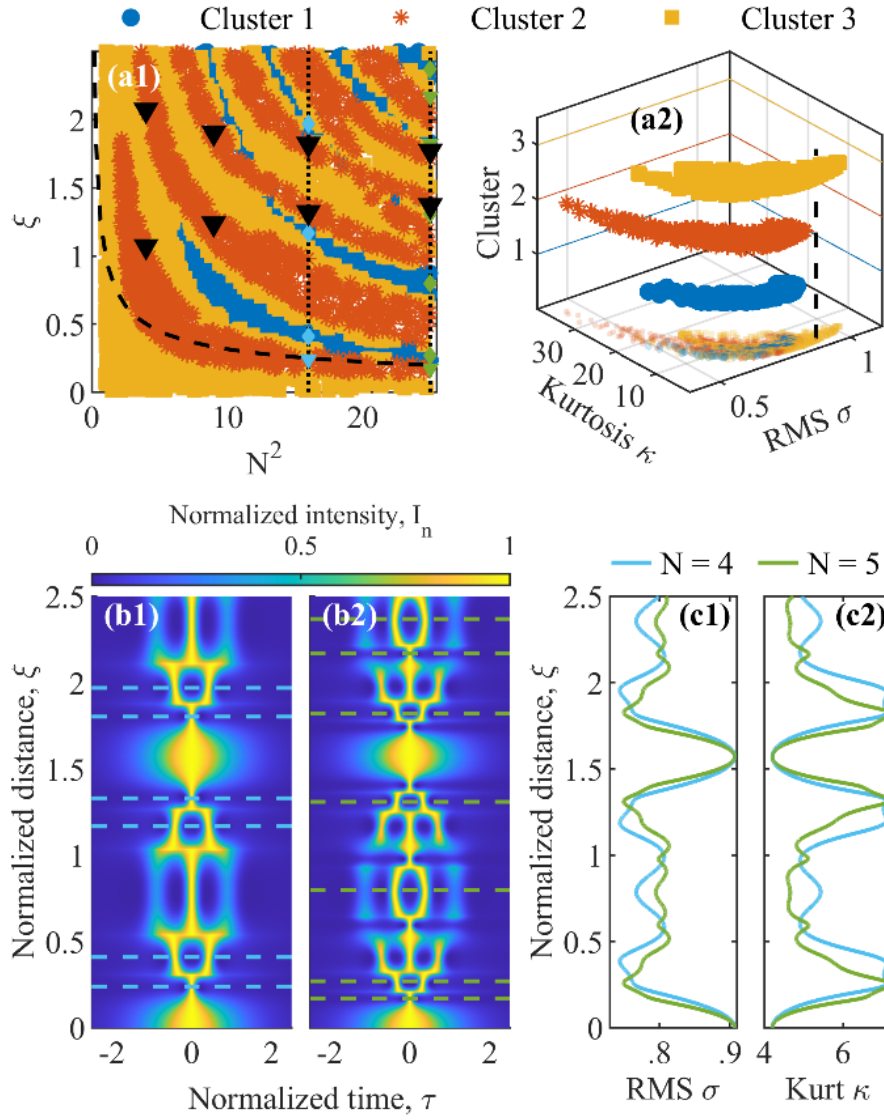 Cluster 1 Cluster 2 Cluster 3
(a1)
2
1.5
1
0.5
0
ξ
0 10 20
N²
(a2)
3
2
1
Cluster
30
20
10
Kurtosis κ
0.5
1
RMS σ
Normalized intensity, I_n
0 0.5 1
N = 4 N = 5
(b1) (b2) (c1) (c2)
2.5
2
1.5
1
0.5
0
Normalized distance, ξ
-2 0 2
-2 0 2
Normalized time, τ
2.5
2
1.5
1
0.5
0
Normalized distance, ξ
.8 .9
RMS σ
4 6
Kurt κ